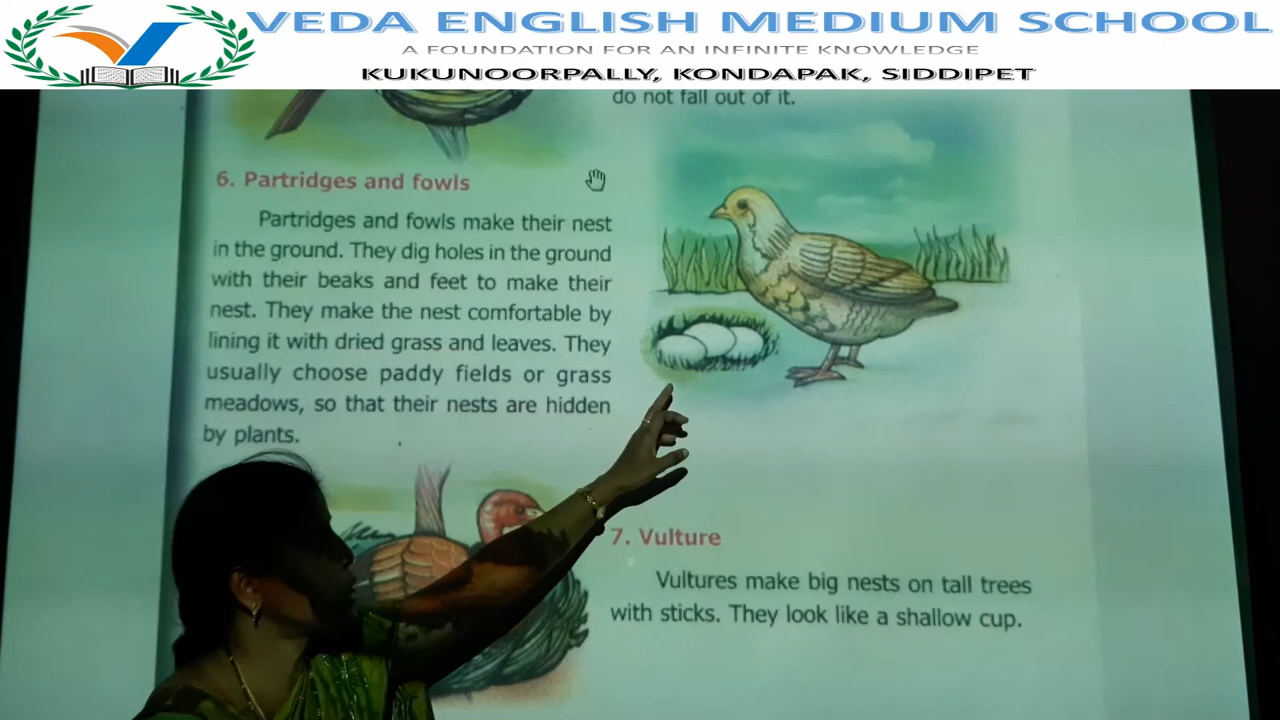 VEDA ENGLISH MEDIUM SCHOOL
A FOUNDATION FOR AN INFINITE KNOWLEDGE
KUKUNOORPALLY, KONDAPAK, SIDDIPET
do not fall out of it.
6. Partridges and fowls
Partridges and fowls make their nest
in the ground. They dig holes in the ground
with their beaks and feet to make their
nest. They make the nest comfortable by
lining it with dried grass and leaves. They
usually choose paddy fields or grass
meadows, so that their nests are hidden
by plants.
7. Vulture
Vultures make big nests on tall trees
with sticks. They look like a shallow cup.